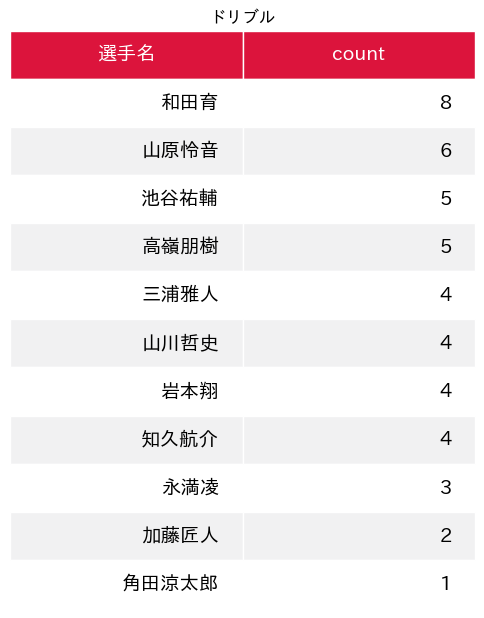 ドリブル
選手名 count
和田育 8
山原怜音 6
池谷祐輔 5
高嶺朋樹 5
三浦雅人 4
山川哲史 4
岩本翔 4
知久航介 4
永満凌 3
加藤匠人 2
角田涼太郎 1